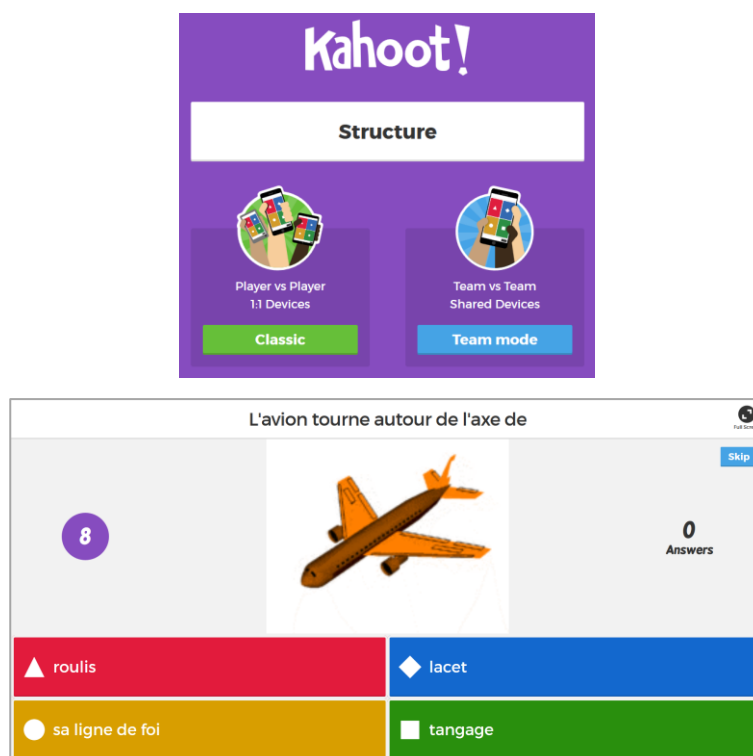 Kahoot!
Structure
Player vs Player
1:1 Devices
Classic
Team vs Team
Shared Devices
Team mode
L'avion tourne autour de l'axe de
Skip
8
0
Answers
roulis
lacet
sa ligne de foi
tangage